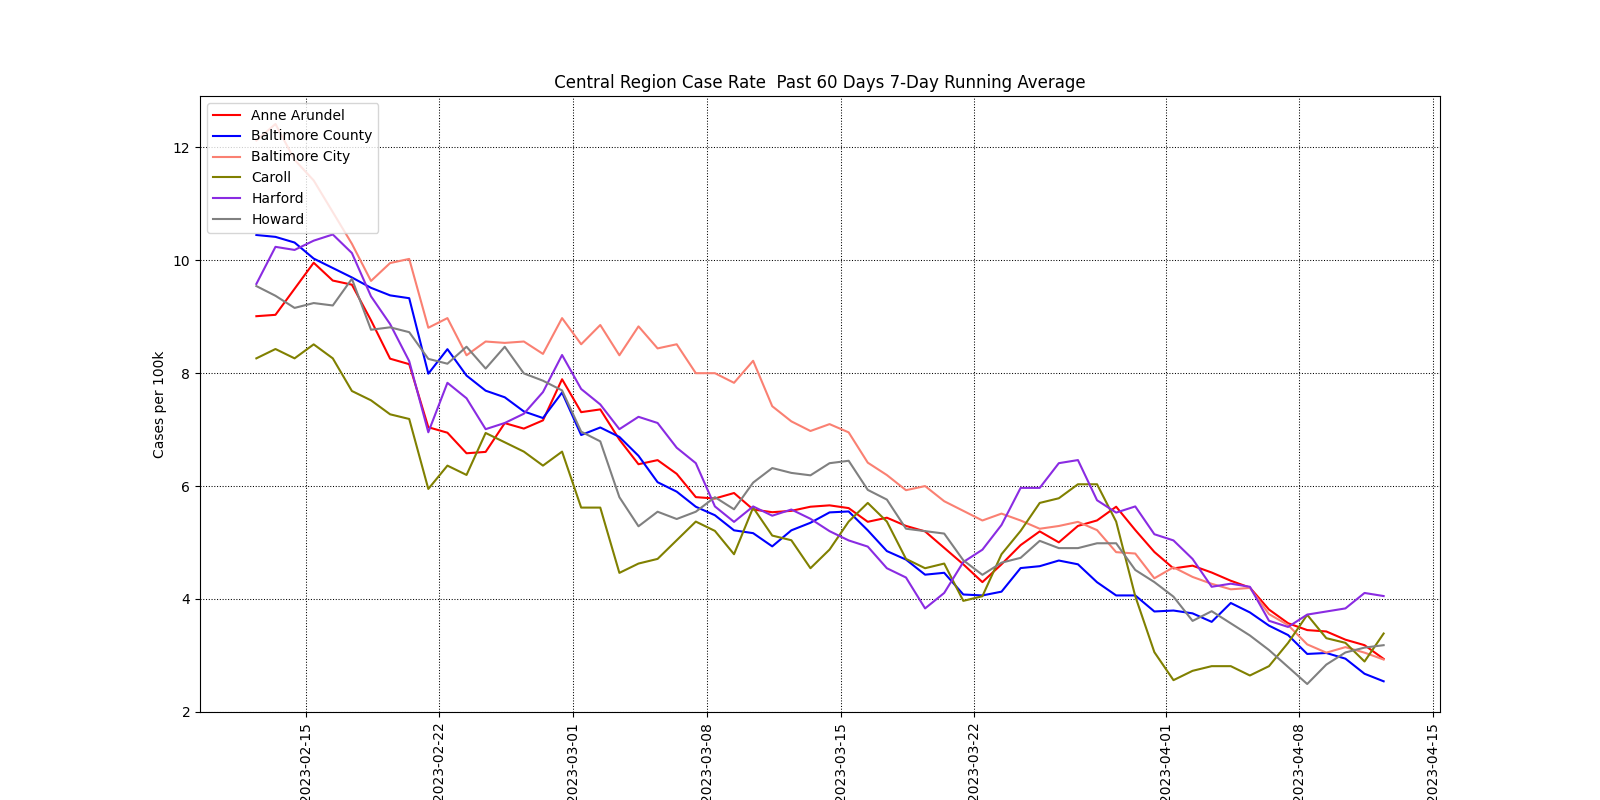 Central Region Case Rate  Past 60 Days 7-Day Running Average
Anne Arundel
Baltimore County
Baltimore City
Caroll
Harford
Howard
Cases per 100k
12
10
8
6
4
2
2023-02-15
2023-02-22
2023-03-01
2023-03-08
2023-03-15
2023-03-22
2023-04-01
2023-04-08
2023-04-15